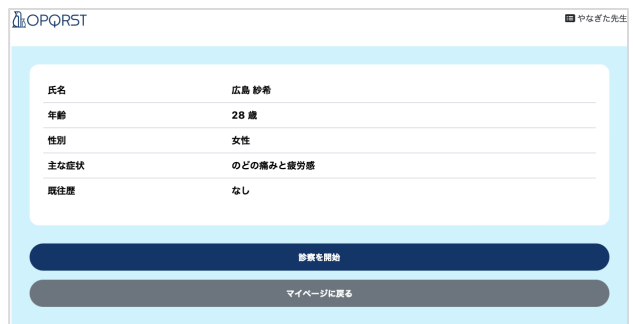 OPQRST
やなぎた先生
氏名 広島 紗希
年齢 28 歳
性別 女性
主な症状 のどの痛みと疲労感
既往歴 なし
診察を開始
マイページに戻る